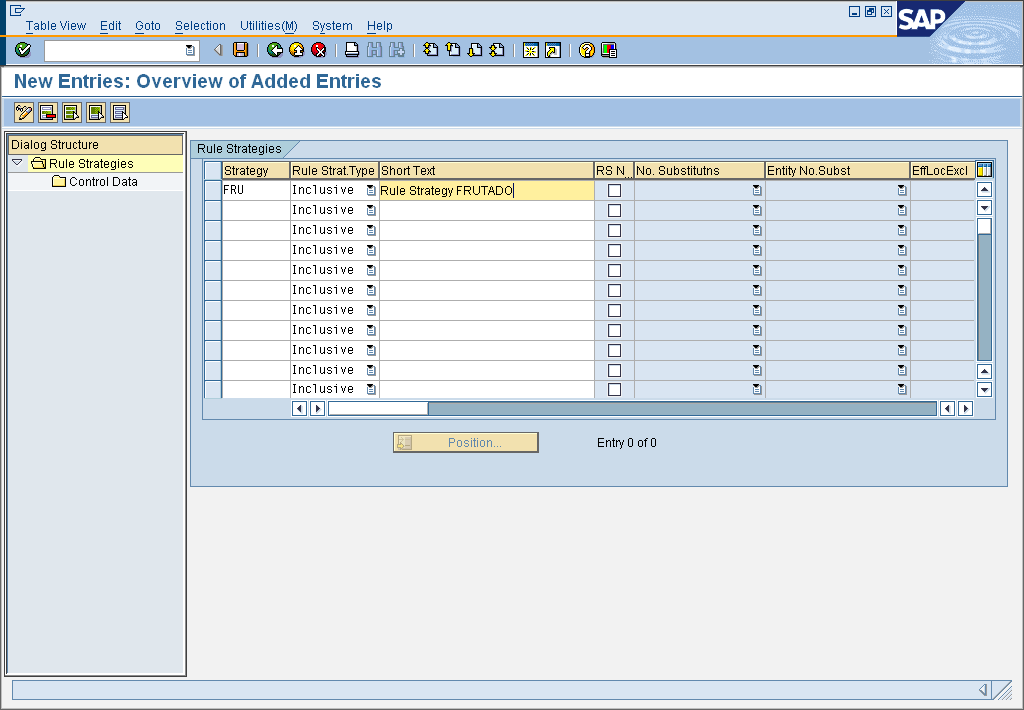 Table View Edit Goto Selection Utilities(M) System Help
SAP
New Entries: Overview of Added Entries
Dialog Structure
Rule Strategies
Control Data
Rule Strategies
Strategy Rule Strat.Type Short Text RS N.. No. Substitutns Entity No.Subst EffLocExcl
FRU Inclusive Rule Strategy FRUTADO
Inclusive
Inclusive
Inclusive
Inclusive
Inclusive
Inclusive
Inclusive
Inclusive
Inclusive
Inclusive
Position... Entry 0 of 0